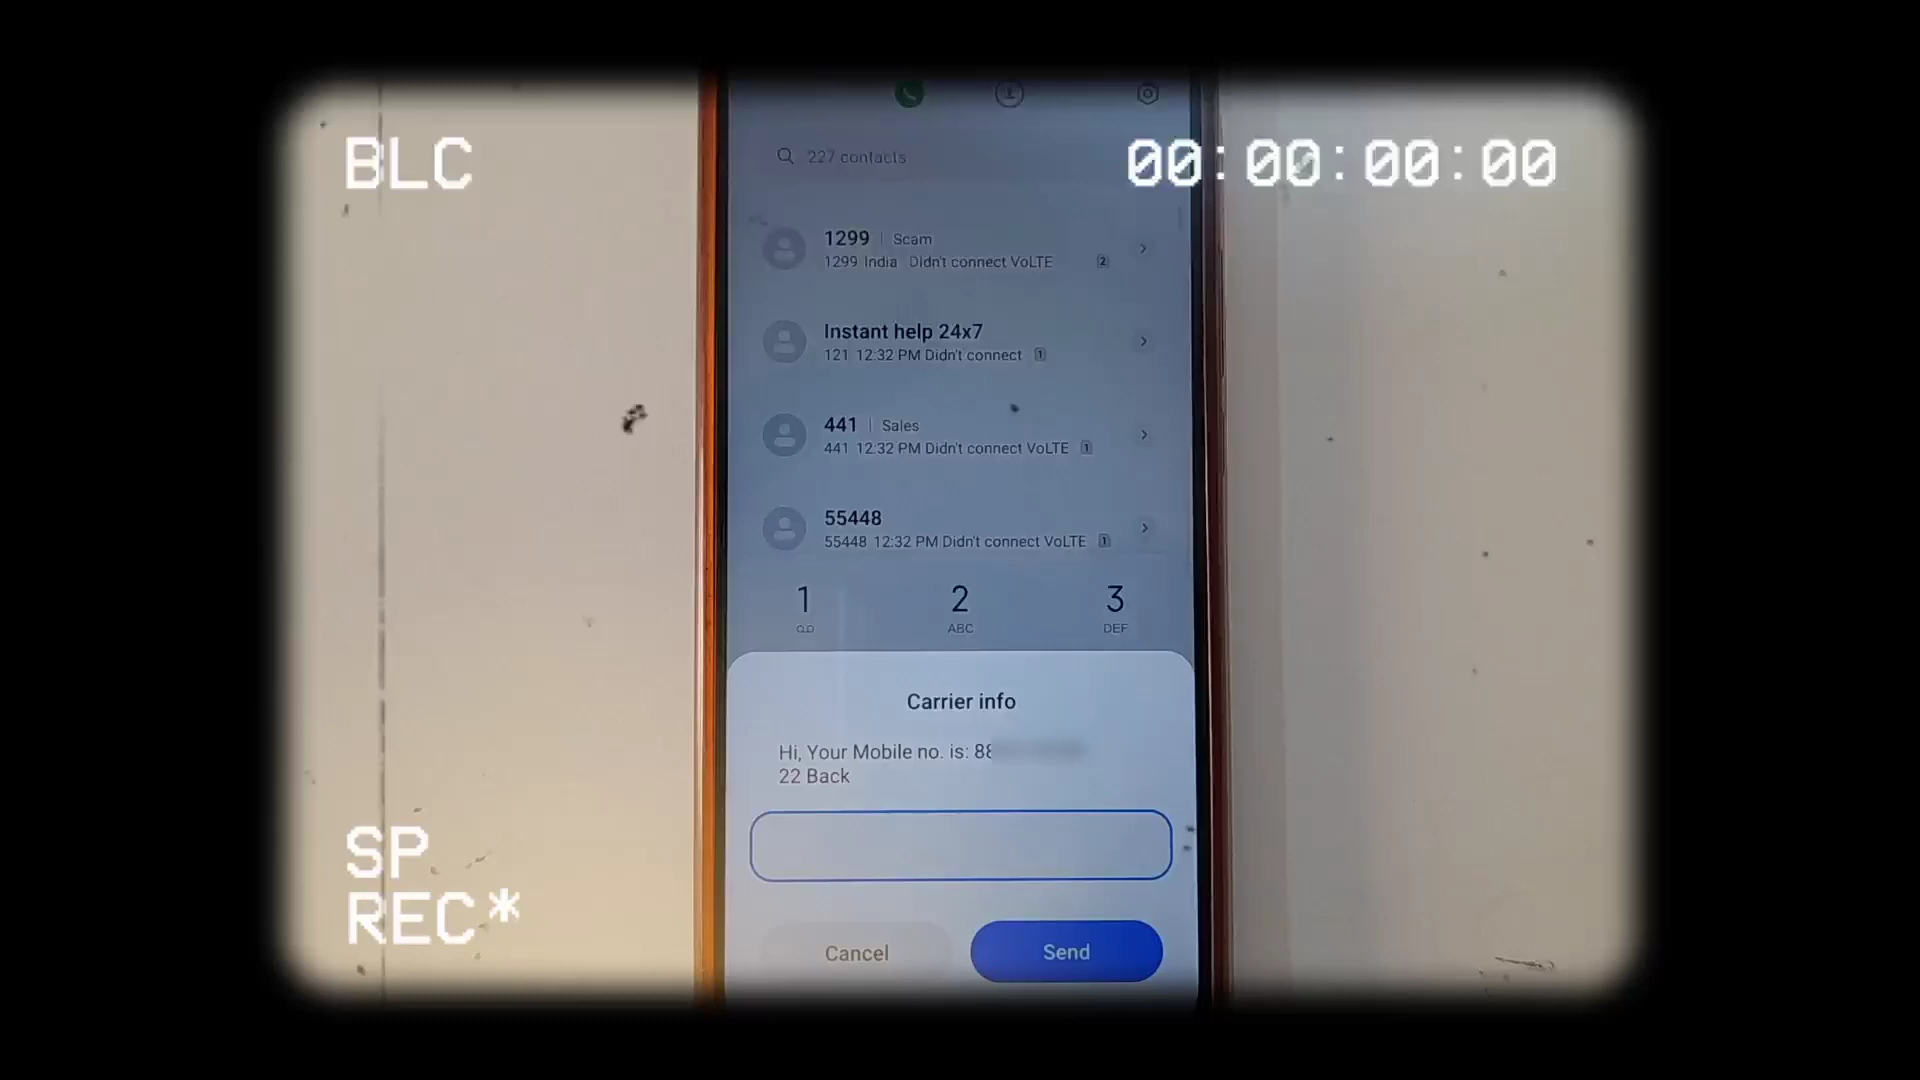 BLC
00:00:00:00
227 contacts
1299 | Scam
1299 India Didn't connect VoLTE 2
Instant help 24x7
121 12:32 PM Didn't connect 1
441 | Sales
441 12:32 PM Didn't connect VoLTE 1
55448
55448 12:32 PM Didn't connect VoLTE 1
1 2 3
ABC DEF
Carrier info
Hi, Your Mobile no. is: 88
22 Back
Cancel Send
SP
REC*